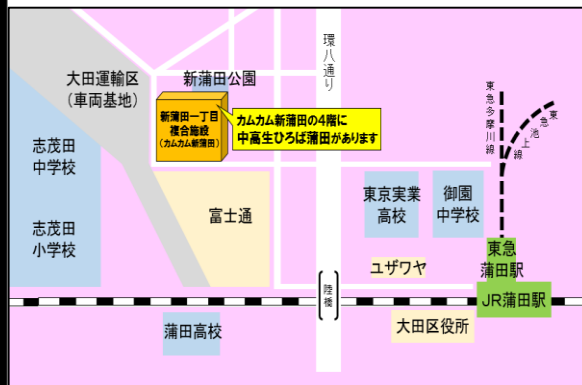 大田運輸区
（車両基地）
新蒲田公園
環八通り
新蒲田一丁目
複合施設
（カムカム新蒲田）
カムカム新蒲田の4階に
中高生ひろば蒲田があります
東急多摩川線
東急池上線
志茂田
中学校
志茂田
小学校
富士通
東京実業
高校
御園
中学校
ユザワヤ
東急
蒲田駅
JR蒲田駅
陸橋
蒲田高校
大田区役所